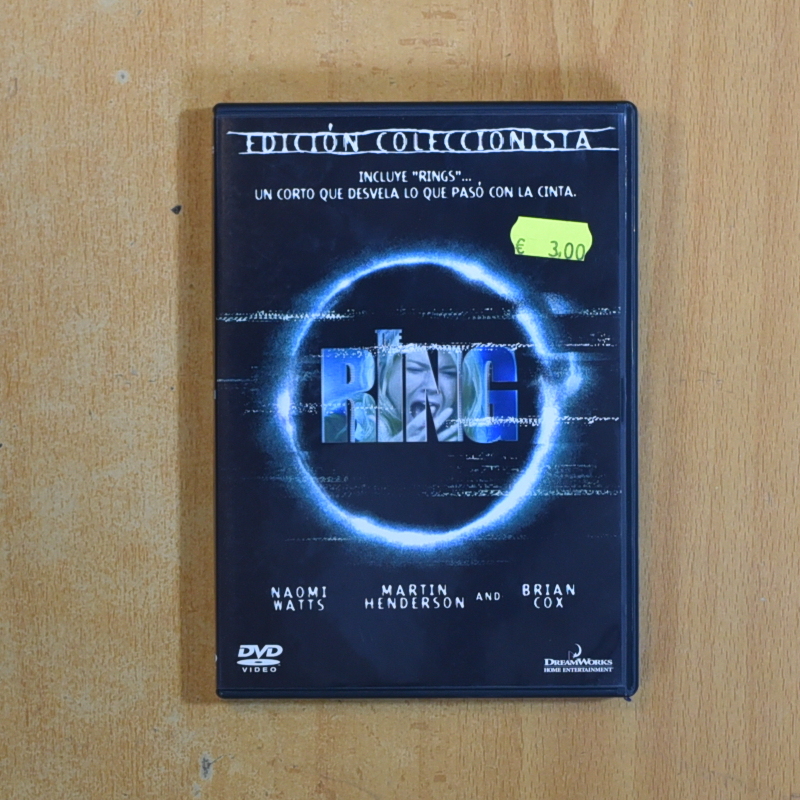 EDICIÓN COLECCIONISTA
INCLUYE "RINGS"...
UN CORTO QUE DESVELA LO QUE PASÓ CON LA CINTA.
€ 3,00
THE
RING
NAOMI WATTS MARTIN HENDERSON AND BRIAN COX
DVD
VIDEO
DREAMWORKS
HOME ENTERTAINMENT